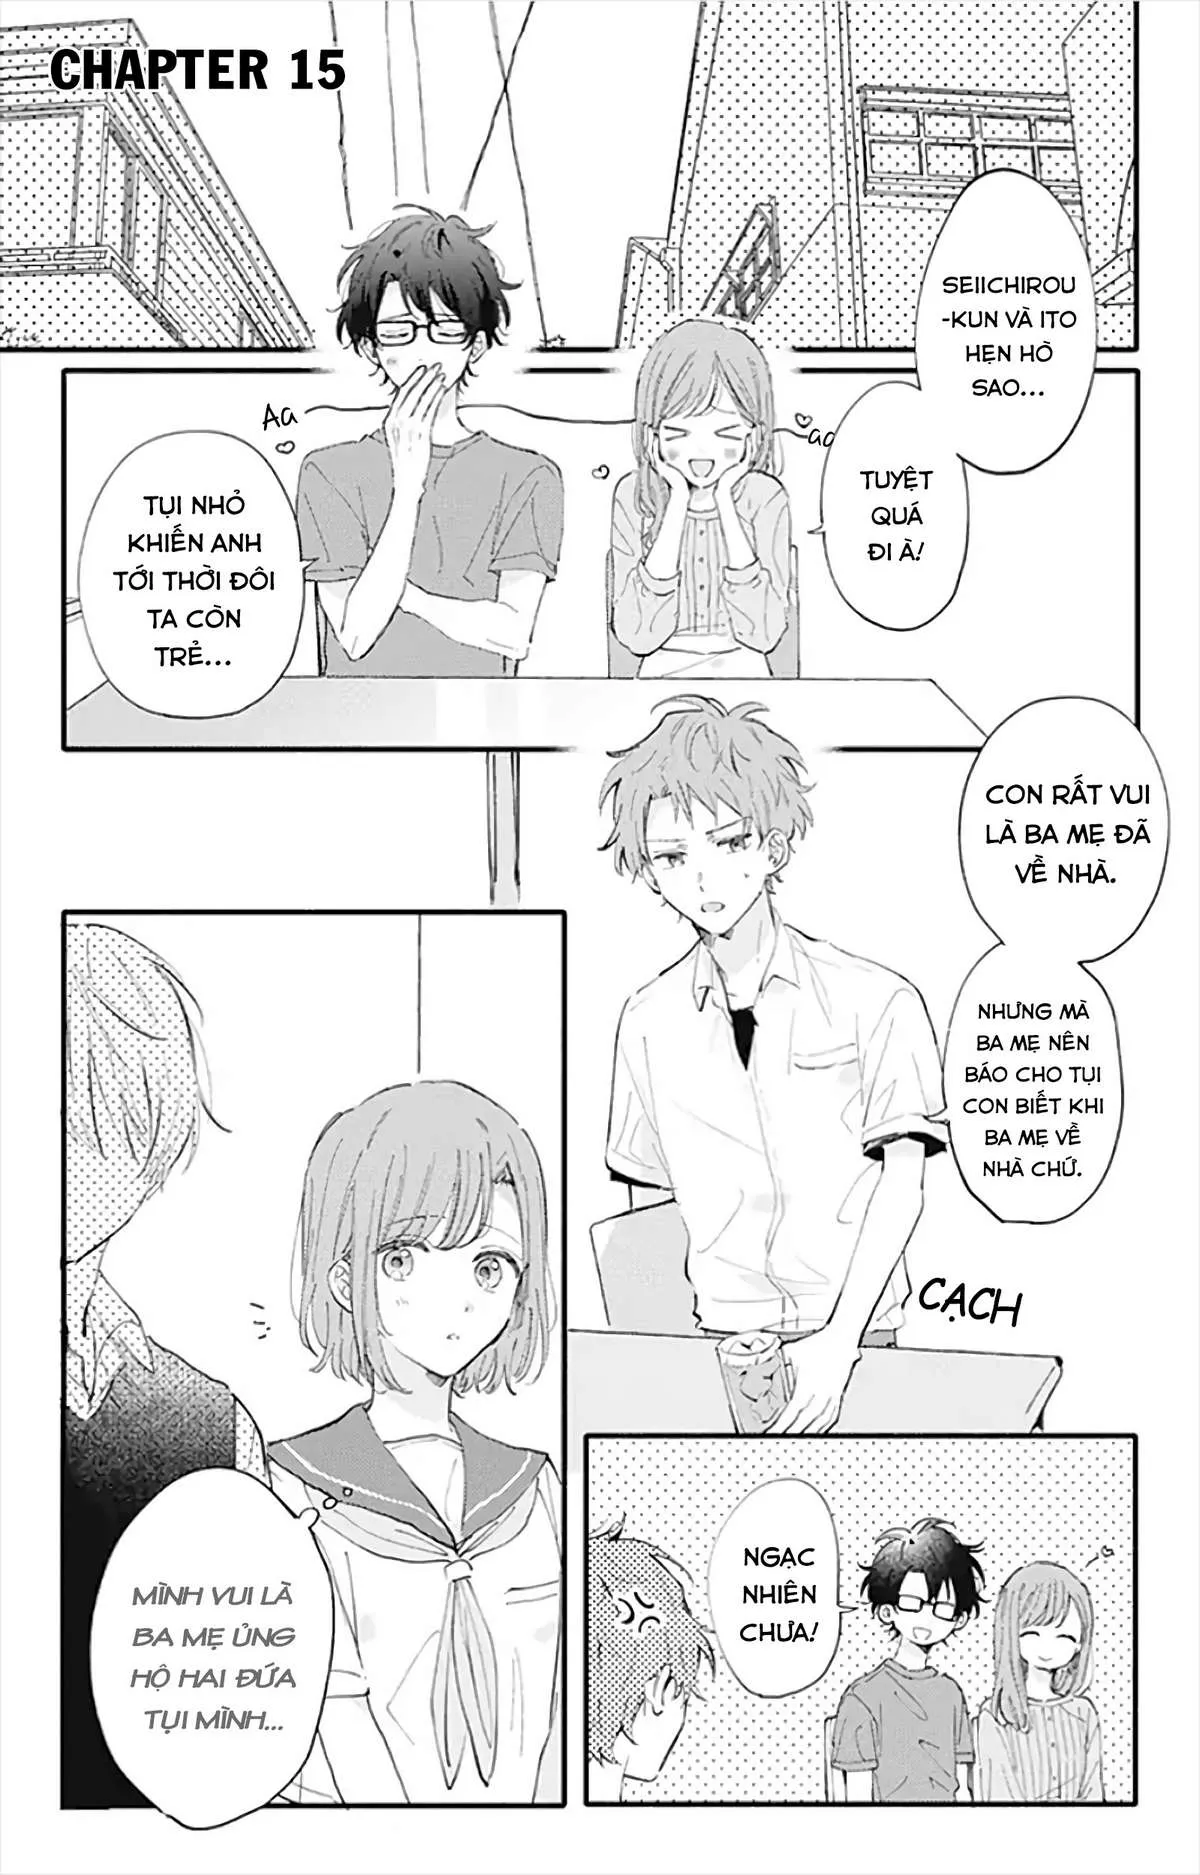 CHAPTER 15
SEIICHIROU
-KUN VÀ ITO
HẸN HÒ
SAO...
TUYỆT
QUÁ
ĐI À!
aa
Aa
TỤI NHỎ
KHIẾN ANH
TỚI THỜI ĐÔI
TA CÒN
TRẺ...
CON RẤT VUI
LÀ BA MẸ ĐÃ
VỀ NHÀ.
NHƯNG MÀ
BA MẸ NÊN
BÁO CHO TỤI
CON BIẾT KHI
BA MẸ VỀ
NHÀ CHỨ.
CẠCH
MÌNH VUI LÀ
BA MẸ ỦNG
HỘ HAI ĐỨA
TỤI MÌNH...
NGẠC
NHIÊN
CHƯA!